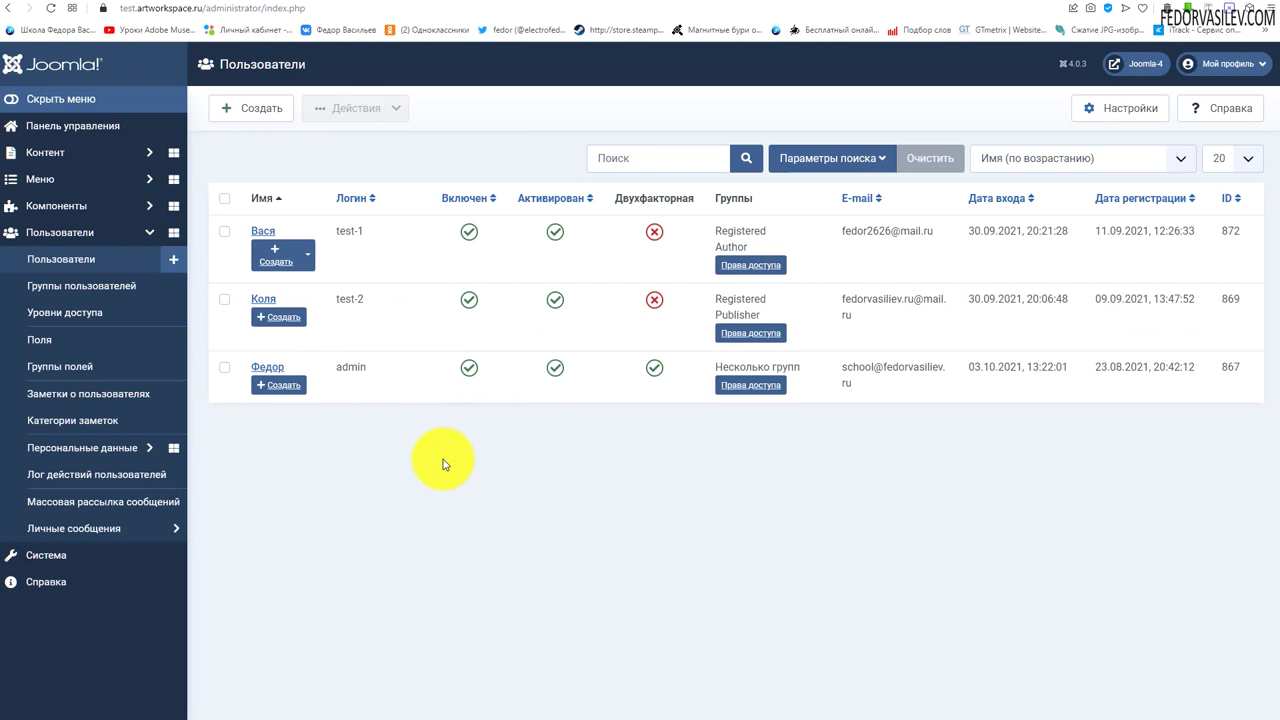 test.artworkspace.ru/administrator/index.php
FEDORVASILEV.COM
Школа Федора Вас...
Уроки Adobe Muse...
Личный кабинет -...
Федор Васильев
(2) Одноклассники
fedor (@electrofed...
http://store.steamp...
Магнитные бури о...
Бесплатный онлай...
Подбор слов
GTmetrix | Website...
Сжатие JPG-изобр...
iTrack - Сервис оп...
Joomla!
Пользователи
4.0.3
Joomla-4
Мой профиль
Скрыть меню
Панель управления
Контент
Меню
Компоненты
Пользователи
Пользователи
Группы пользователей
Уровни доступа
Поля
Группы полей
Заметки о пользователях
Категории заметок
Персональные данные
Лог действий пользователей
Массовая рассылка сообщений
Личные сообщения
Система
Справка
Создать
Действия
Настройки
Справка
Поиск
Параметры поиска
Очистить
Имя (по возрастанию)
20
Имя
Логин
Включен
Активирован
Двухфакторная
Группы
E-mail
Дата входа
Дата регистрации
ID
Вася
Создать
test-1
Registered
Author
Права доступа
fedor2626@mail.ru
30.09.2021, 20:21:28
11.09.2021, 12:26:33
872
Коля
Создать
test-2
Registered
Publisher
Права доступа
fedorvasiliev.ru@mail.
ru
30.09.2021, 20:06:48
09.09.2021, 13:47:52
869
Федор
Создать
admin
Несколько групп
Права доступа
school@fedorvasiliev.
ru
03.10.2021, 13:22:01
23.08.2021, 20:42:12
867